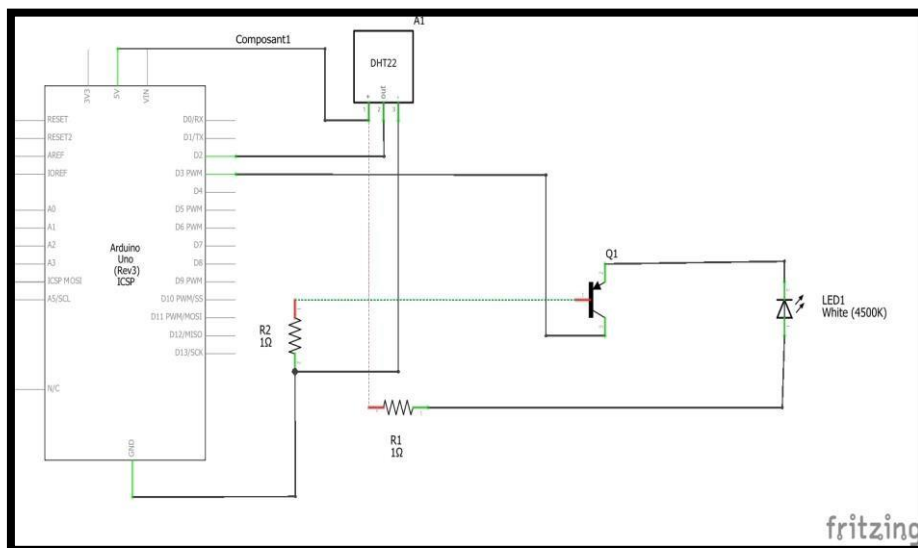 A1
Composant1
DHT22
+
out
-
1
2
3
3V3
5V
VIN
RESET
RESET2
AREF
IOREF
A0
A1
A2
A3
ICSP MOSI
A5/SCL
N/C
D0/RX
D1/TX
D2
D3 PWM
D4
D5 PWM
D6 PWM
D7
D8
D9 PWM
D10 PWM/SS
D11 PWM/MOSI
D12/MISO
D13/SCK
Arduino
Uno
(Rev3)
ICSP
GND
Q1
LED1
White (4500K)
R2
1Ω
R1
1Ω
fritzing